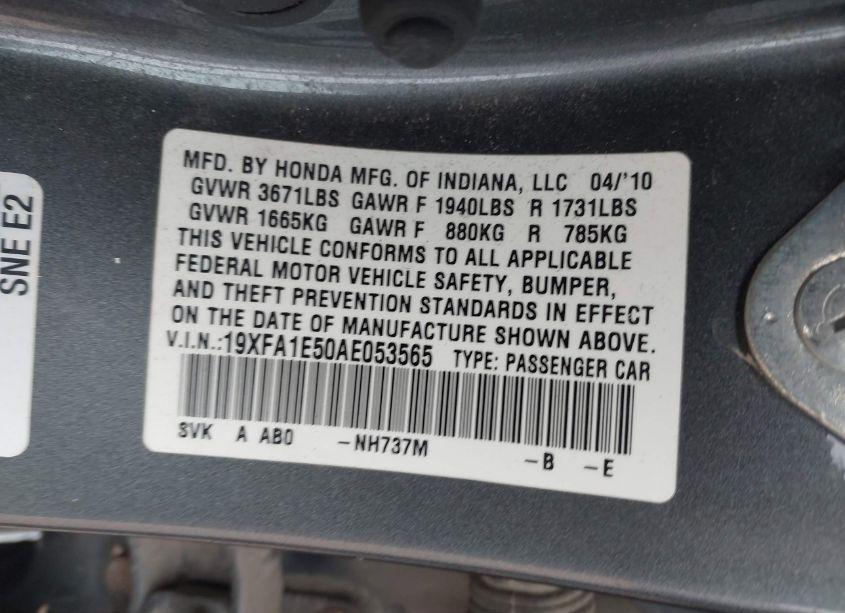 MFD. BY HONDA MFG. OF INDIANA, LLC 04/'10
GVWR 3671LBS GAWR F 1940LBS R 1731LBS
GVWR 1665KG GAWR F 880KG R 785KG
THIS VEHICLE CONFORMS TO ALL APPLICABLE
FEDERAL MOTOR VEHICLE SAFETY, BUMPER,
AND THEFT PREVENTION STANDARDS IN EFFECT
ON THE DATE OF MANUFACTURE SHOWN ABOVE.
V.I.N.:19XFA1E50AE053565 TYPE: PASSENGER CAR
SVK A AB0 -NH737M -B -E
SNE E2